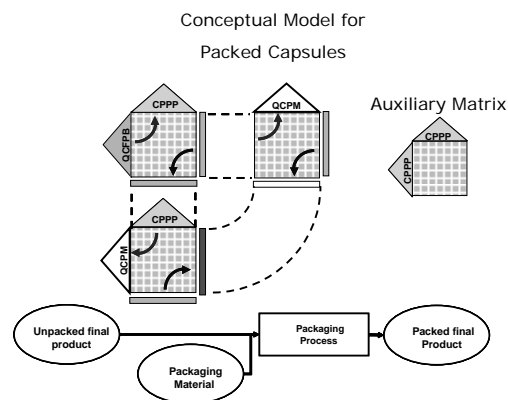 Conceptual Model for
Packed Capsules
CPPP
QCFPB
QCPM
Auxiliary Matrix
CPPP
CPPP
CPPP
QCPM
Unpacked final
product
Packaging
Process
Packed final
Product
Packaging
Material